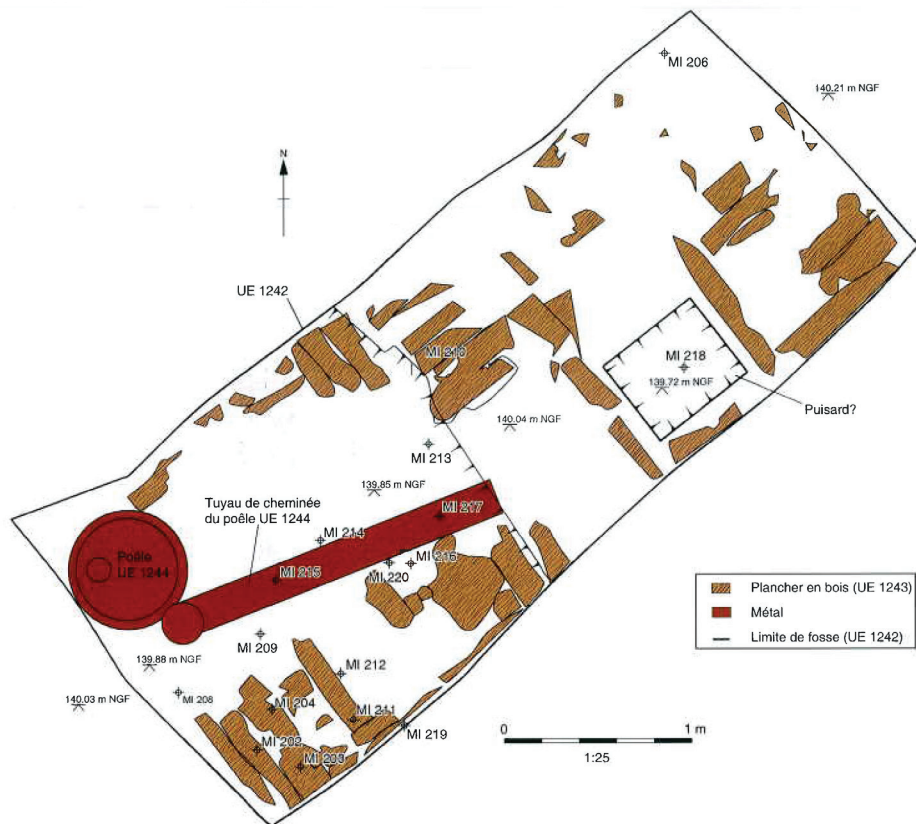 MI 206
140.21 m NGF
N
UE 1242
MI 210
MI 218
139.72 m NGF
Puisard?
140.04 m NGF
MI 213
139.85 m NGF
Tuyau de cheminée
du poêle UE 1244
MI 217
MI 214
Poêle
UE 1244
MI 216
MI 220
MI 215
Plancher en bois (UE 1243)
Métal
Limite de fosse (UE 1242)
MI 209
139.88 m NGF
MI 212
MI 208
140.03 m NGF
MI 204
MI 211
MI 219
MI 202
MI 203
0 1 m
1:25